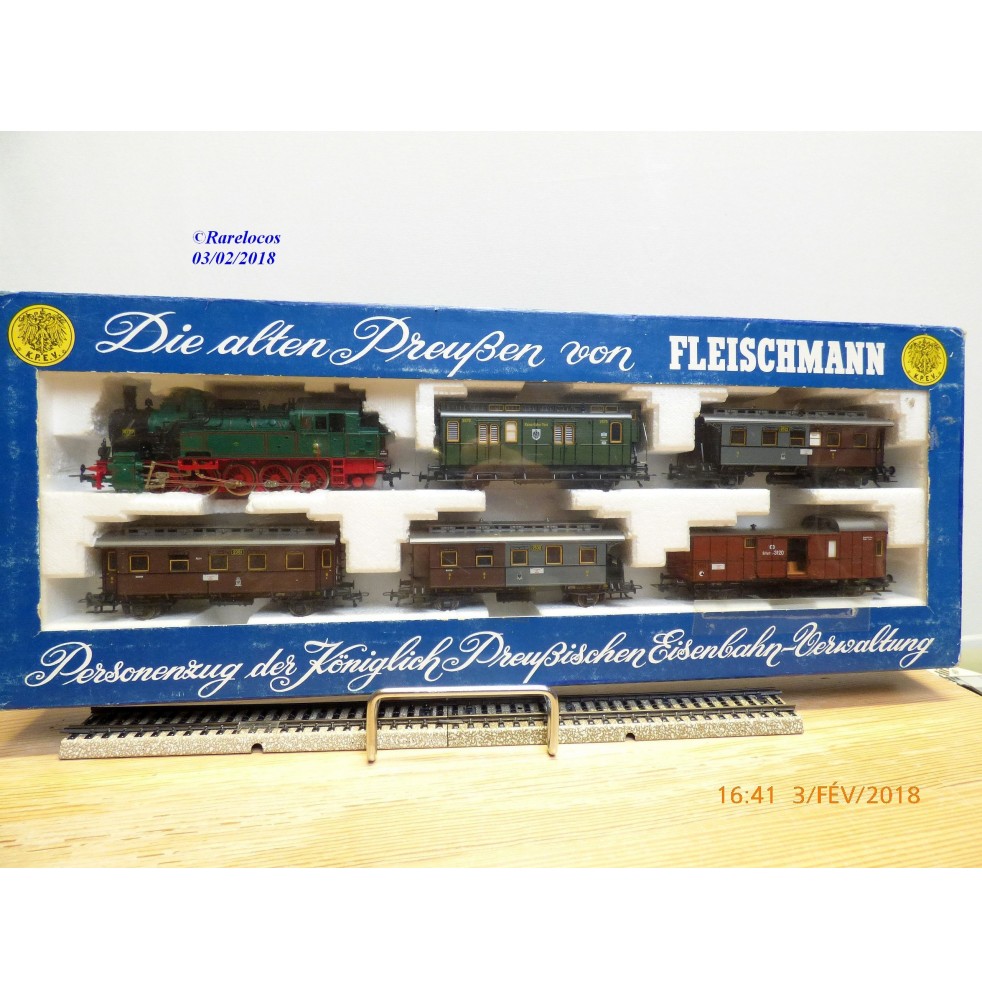 ©Rarelocos
03/02/2018
Die alten Preußen von FLEISCHMANN
K.P.E.V.
K.P.E.V.
3120
Personenzug der Königlich Preußischen Eisenbahn-Verwaltung
16:41 3/FÉV/2018